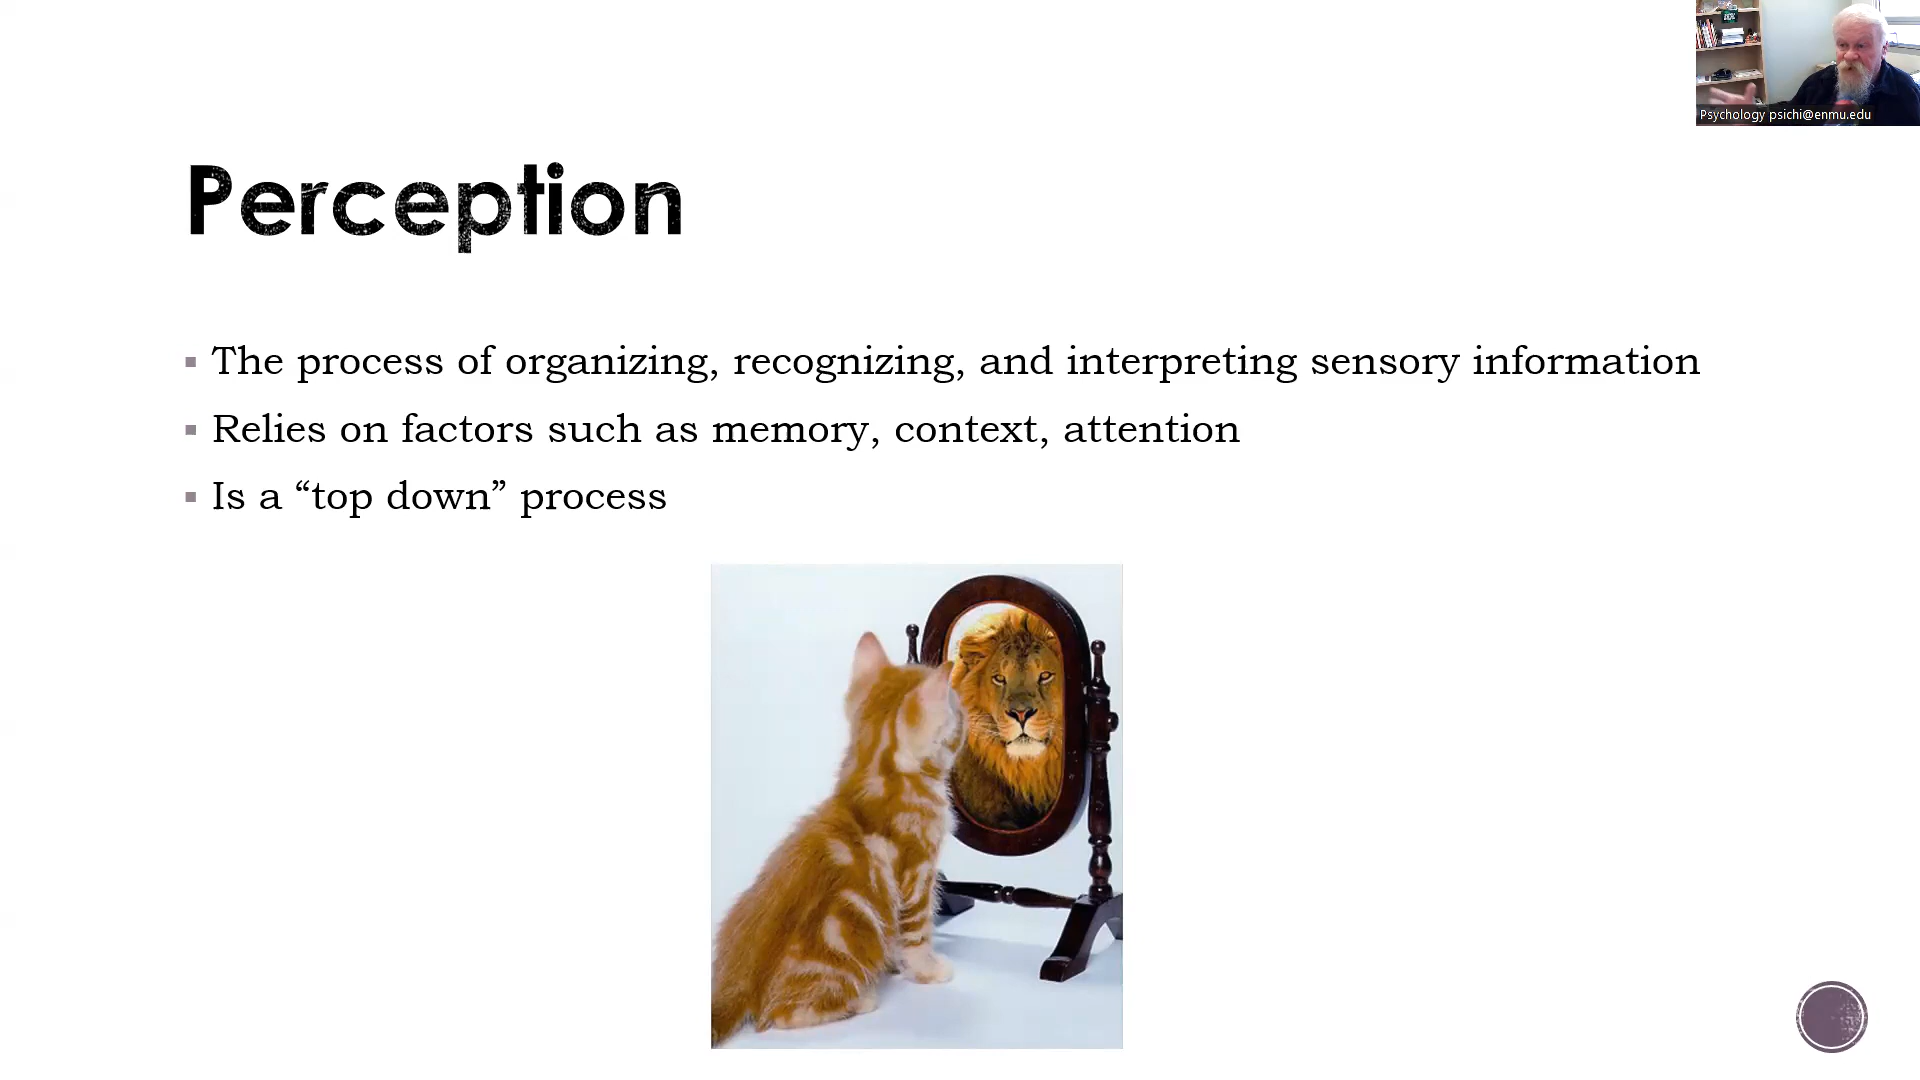 Psychology psichi@enmu.edu
Perception
The process of organizing, recognizing, and interpreting sensory information
Relies on factors such as memory, context, attention
Is a “top down” process